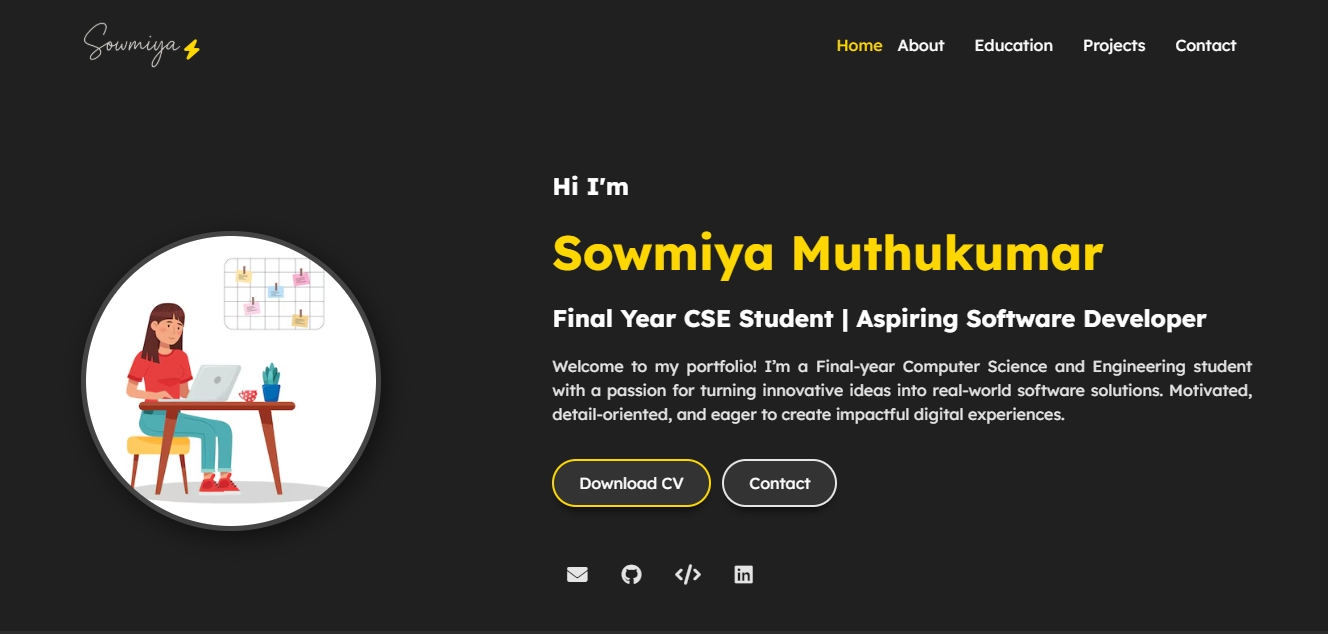 Sowmiya
Home About Education Projects Contact
Hi I'm
Sowmiya Muthukumar
Final Year CSE Student | Aspiring Software Developer
Welcome to my portfolio! I'm a Final-year Computer Science and Engineering student
with a passion for turning innovative ideas into real-world software solutions. Motivated,
detail-oriented, and eager to create impactful digital experiences.
Download CV Contact